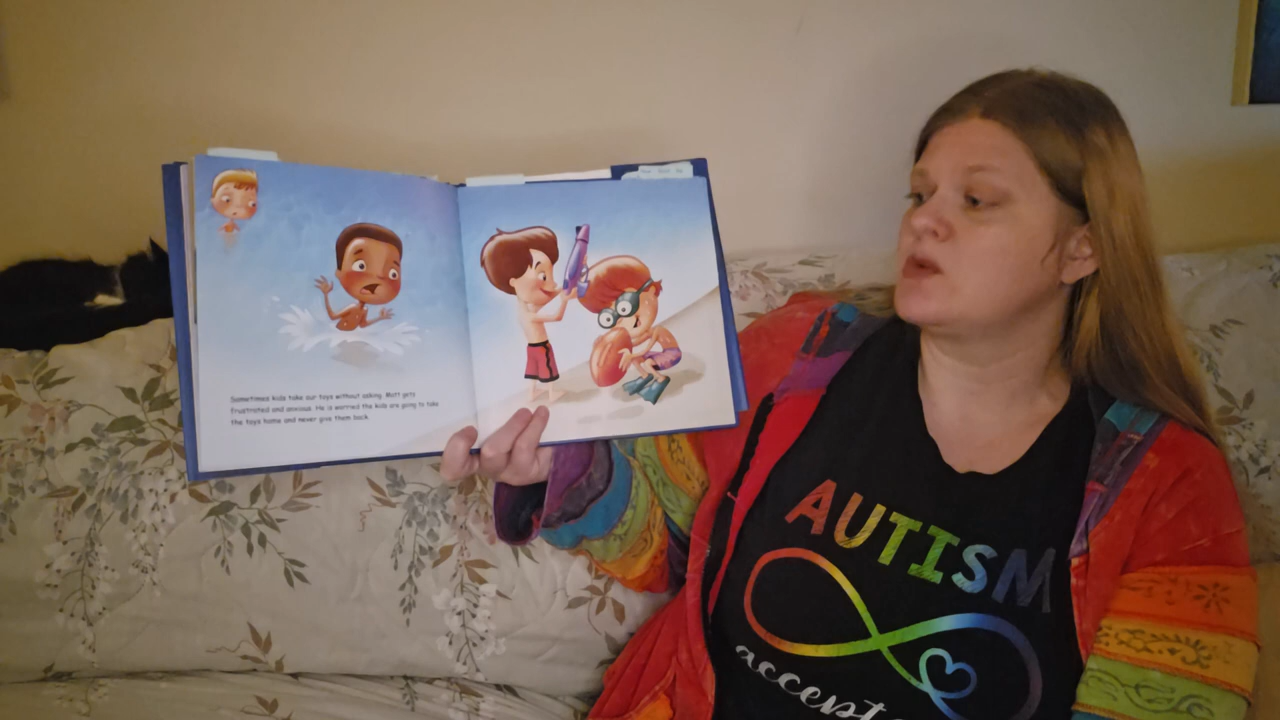 Sometimes kids take our toys without asking. Matt gets
frustrated and anxious. He is worried the kids are going to take
the toys home and never give them back.
AUTISM